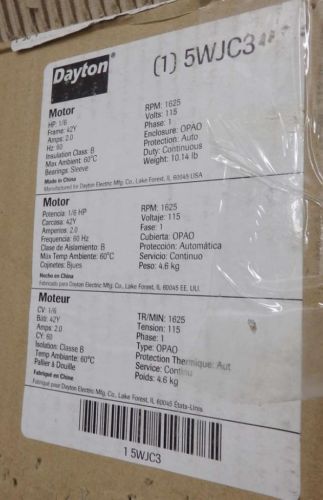 Dayton® (1) 5WJC3
Motor
HP: 1/6
Frame: 42Y
Amps: 2.0
Hz: 60
Insulation Class: B
Max Ambient: 60°C
Bearings: Sleeve
RPM: 1625
Volts: 115
Phase: 1
Enclosure: OPAO
Protection: Auto
Duty: Continuous
Weight: 10.14 lb
Made in China
Manufactured for Dayton Electric Mfg. Co., Lake Forest, IL 60045 USA
Motor
Potencia: 1/6 HP
Carcasa: 42Y
Amperios: 2.0
Frequencia: 60 Hz
Clase de Aislamiento: B
Máx Temp Ambiente: 60°C
Cojinetes: Bjues
RPM: 1625
Voltaje: 115
Fase: 1
Cubierta: OPAO
Protección: Automática
Servicio: Continuo
Peso: 4.6 kg
Hecho en China
Fabricado para Dayton Electric Mfg. Co., Lake Forest, IL 60045 EE. UU.
Moteur
CV: 1/6
Bâti: 42Y
Amps: 2.0
CY: 60
Isolation: Classe B
Temp Ambiante: 60°C
Palier à Douille
TR/MIN: 1625
Tension: 115
Phase: 1
Type: OPAO
Protection Thermique: Aut
Service: Continu
Poids: 4.6 kg
Fabriqué en China
Fabriqué pour Dayton Electric Mfg. Co., Lake Forest, IL 60045 États-Unis
1 5WJC3